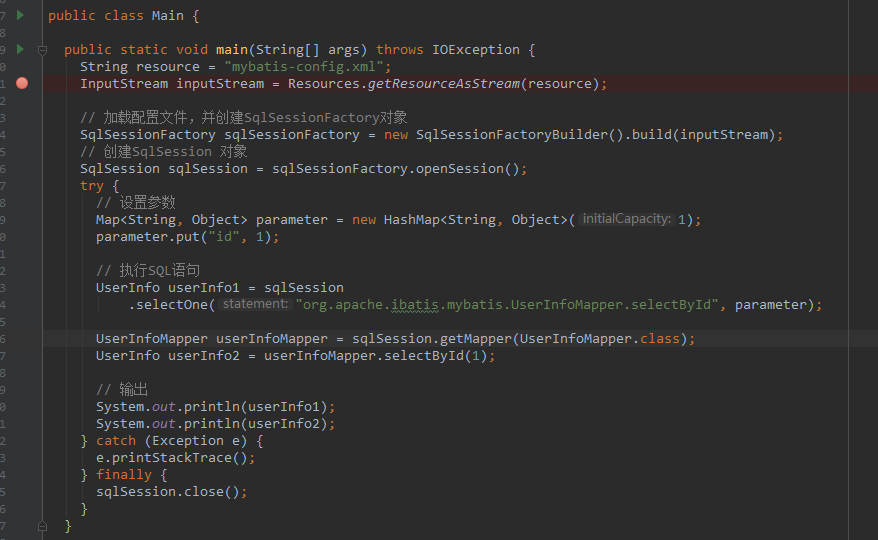 7 public class Main {
8
9 public static void main(String[] args) throws IOException {
0 String resource = "mybatis-config.xml";
1 InputStream inputStream = Resources.getResourceAsStream(resource);
2
3 // 加载配置文件，并创建SqlSessionFactory对象
4 SqlSessionFactory sqlSessionFactory = new SqlSessionFactoryBuilder().build(inputStream);
5 // 创建SqlSession 对象
6 SqlSession sqlSession = sqlSessionFactory.openSession();
7 try {
8 // 设置参数
9 Map<String, Object> parameter = new HashMap<String, Object>( initialCapacity: 1);
0 parameter.put("id", 1);
1
2 // 执行SQL语句
3 UserInfo userInfo1 = sqlSession
4 .selectOne( statement: "org.apache.ibatis.mybatis.UserInfoMapper.selectById", parameter);
5
6 UserInfoMapper userInfoMapper = sqlSession.getMapper(UserInfoMapper.class);
7 UserInfo userInfo2 = userInfoMapper.selectById(1);
8
9 // 输出
0 System.out.println(userInfo1);
1 System.out.println(userInfo2);
2 } catch (Exception e) {
3 e.printStackTrace();
4 } finally {
5 sqlSession.close();
6 }
7 }